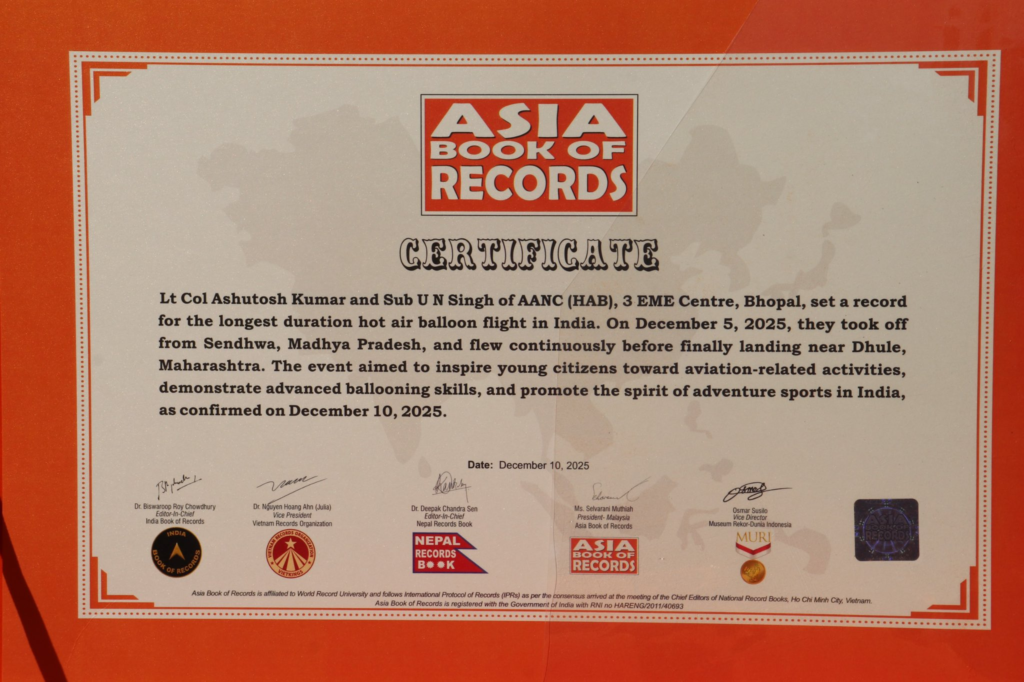 ASIA
BOOK OF
RECORDS
CERTIFICATE
Lt Col Ashutosh Kumar and Sub U N Singh of AANC (HAB), 3 EME Centre, Bhopal, set a record
for the longest duration hot air balloon flight in India. On December 5, 2025, they took off
from Sendhwa, Madhya Pradesh, and flew continuously before finally landing near Dhule,
Maharashtra. The event aimed to inspire young citizens toward aviation-related activities,
demonstrate advanced ballooning skills, and promote the spirit of adventure sports in India,
as confirmed on December 10, 2025.
Date: December 10, 2025
Dr. Biswaroop Roy Chowdhury
Editor-In-Chief
India Book of Records
INDIA
BOOK OF RECORDS
Dr. Nguyen Hoang Ahn (Julia)
Vice President
Vietnam Records Organization
Dr. Deepak Chandra Sen
Editor-In-Chief
Nepal Records Book
NEPAL
RECORDS
BOOK
Ms. Selvarani Muthiah
President- Malaysia
Asia Book of Records
ASIA
BOOK OF
RECORDS
Osmar Susilo
Vice Director
Museum Rekor-Dunia Indonesia
MURI
Asia Book of Records is affiliated to World Record University and follows International Protocol of Records (IPRs) as per the consensus arrived at the meeting of the Chief Editors of National Record Books, Ho Chi Minh City, Vietnam.
Asia Book of Records is registered with the Government of India with RNI no HARENG/2011/40693